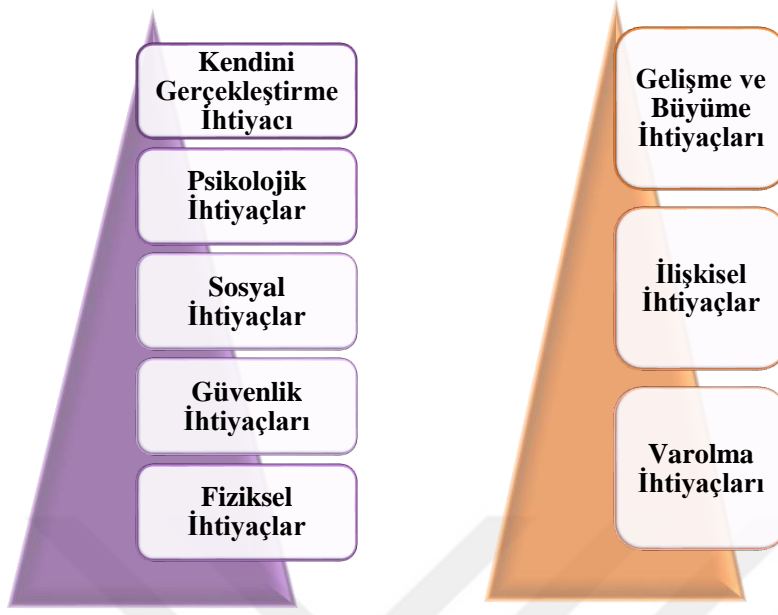 Kendini
Gerçekleştirme
İhtiyacı
Psikolojik
İhtiyaçlar
Sosyal
İhtiyaçlar
Güvenlik
İhtiyaçları
Fiziksel
İhtiyaçlar
Gelişme ve
Büyüme
İhtiyaçları
İlişkisel
İhtiyaçlar
Varolma
İhtiyaçları